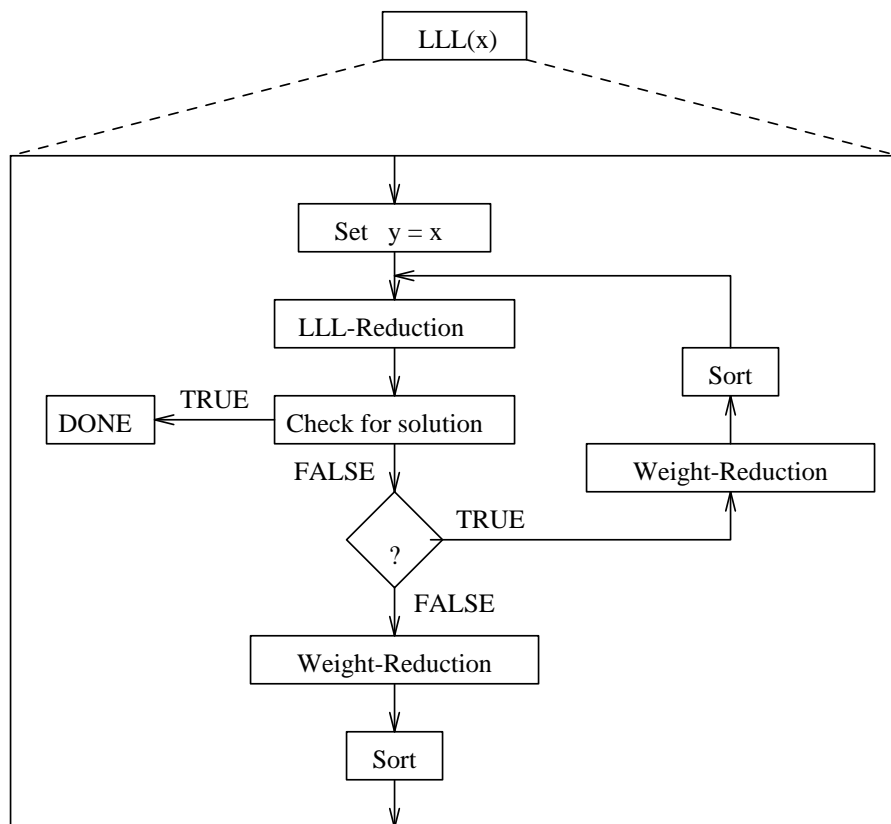 LLL(x)
Set y = x
LLL-Reduction
Sort
TRUE
DONE
Check for solution
Weight-Reduction
FALSE
TRUE
?
FALSE
Weight-Reduction
Sort